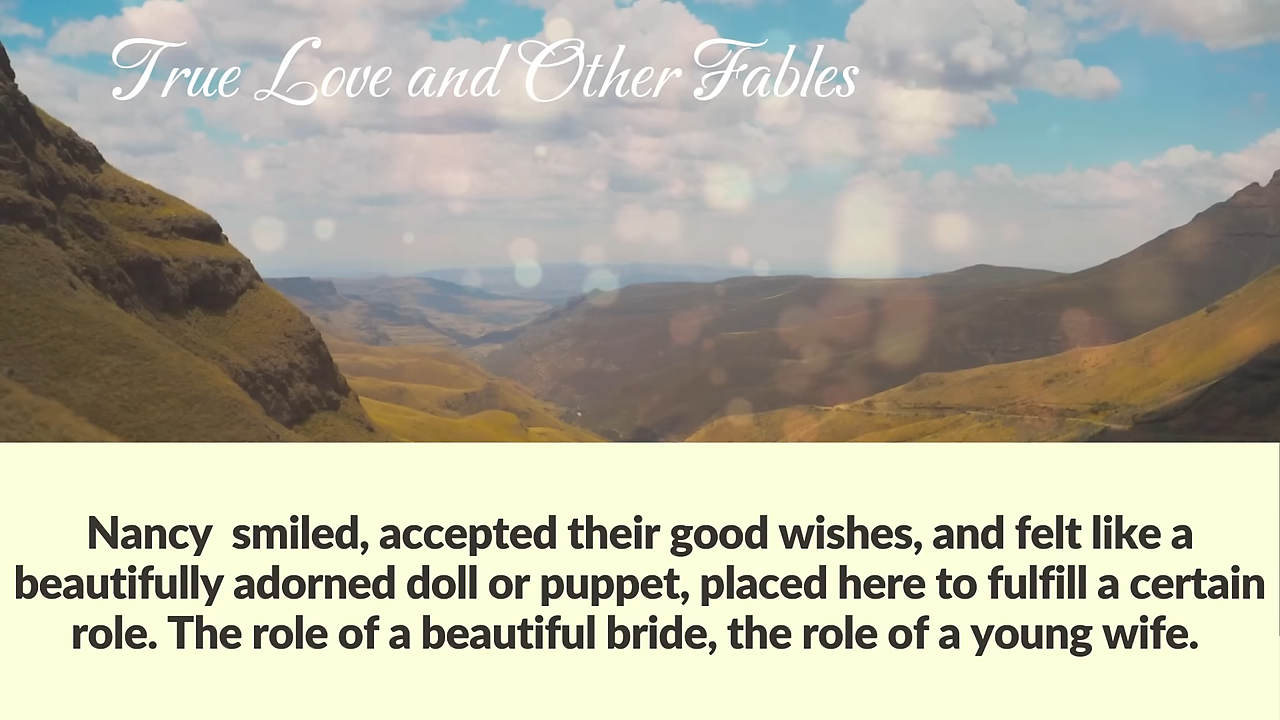 True Love and Other Fables
Nancy  smiled, accepted their good wishes, and felt like a
beautifully adorned doll or puppet, placed here to fulfill a certain
role. The role of a beautiful bride, the role of a young wife.